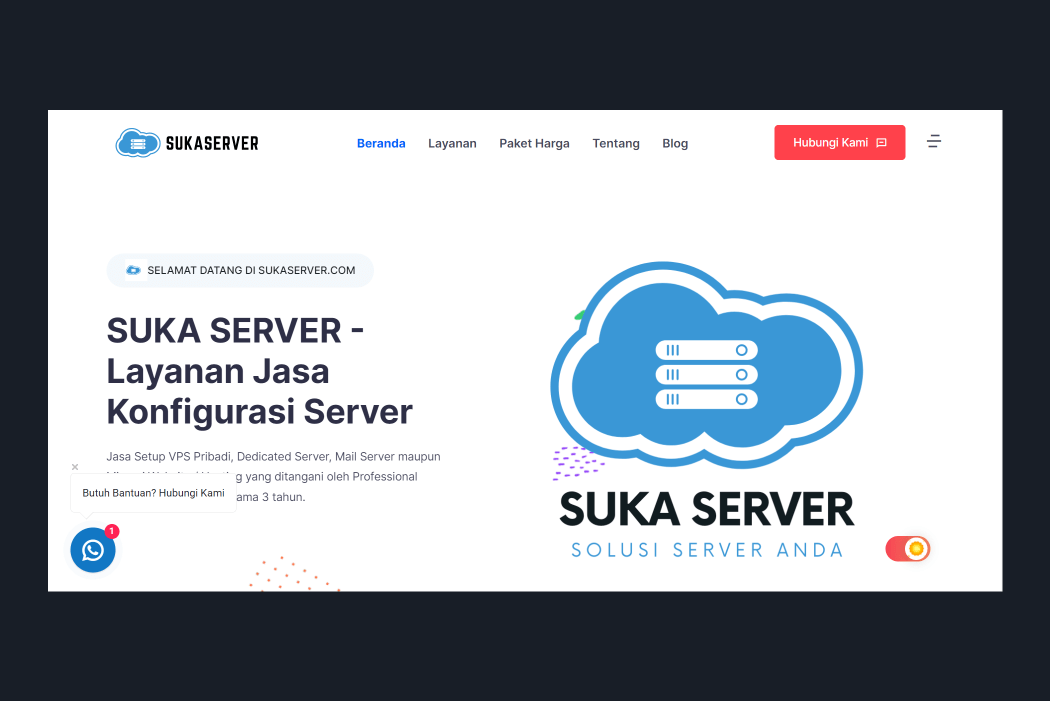 SUKASERVER
Beranda
Layanan
Paket Harga
Tentang
Blog
Hubungi Kami
SELAMAT DATANG DI SUKASERVER.COM
SUKA SERVER -
Layanan Jasa
Konfigurasi Server
Jasa Setup VPS Pribadi, Dedicated Server, Mail Server maupun
yang ditangani oleh Professional
ama 3 tahun.
Butuh Bantuan? Hubungi Kami
1
SUKA SERVER
SOLUSI SERVER ANDA